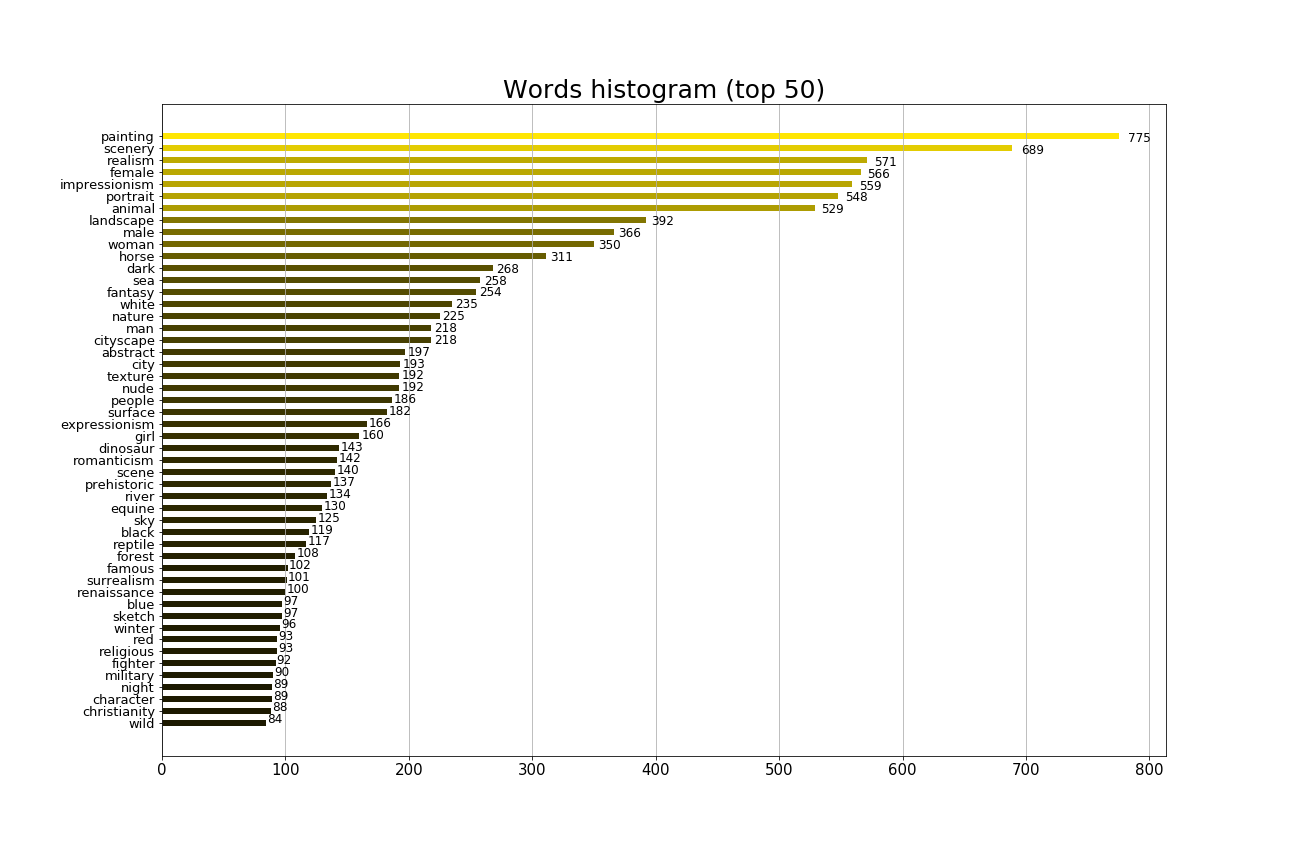 Words histogram (top 50)
painting 775
scenery 689
realism 571
female 566
impressionism 559
portrait 548
animal 529
landscape 392
male 366
woman 350
horse 311
dark 268
sea 258
fantasy 254
white 235
nature 225
man 218
cityscape 218
abstract 197
city 193
texture 192
nude 192
people 186
surface 182
expressionism 166
girl 160
dinosaur 143
romanticism 142
scene 140
prehistoric 137
river 134
equine 130
sky 125
black 119
reptile 117
forest 108
famous 102
surrealism 101
renaissance 100
blue 97
sketch 97
winter 96
red 93
religious 93
fighter 92
military 90
night 89
character 89
christianity 88
wild 84
0 100 200 300 400 500 600 700 800